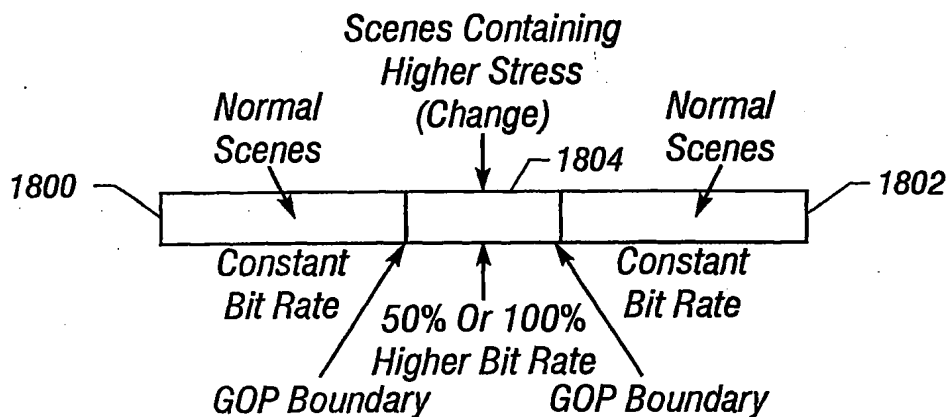 Scenes Containing
Higher Stress
(Change)
Normal
Scenes
Normal
Scenes
1804
1800
1802
Constant
Bit Rate
50% Or 100%
Higher Bit Rate
Constant
Bit Rate
GOP Boundary
GOP Boundary